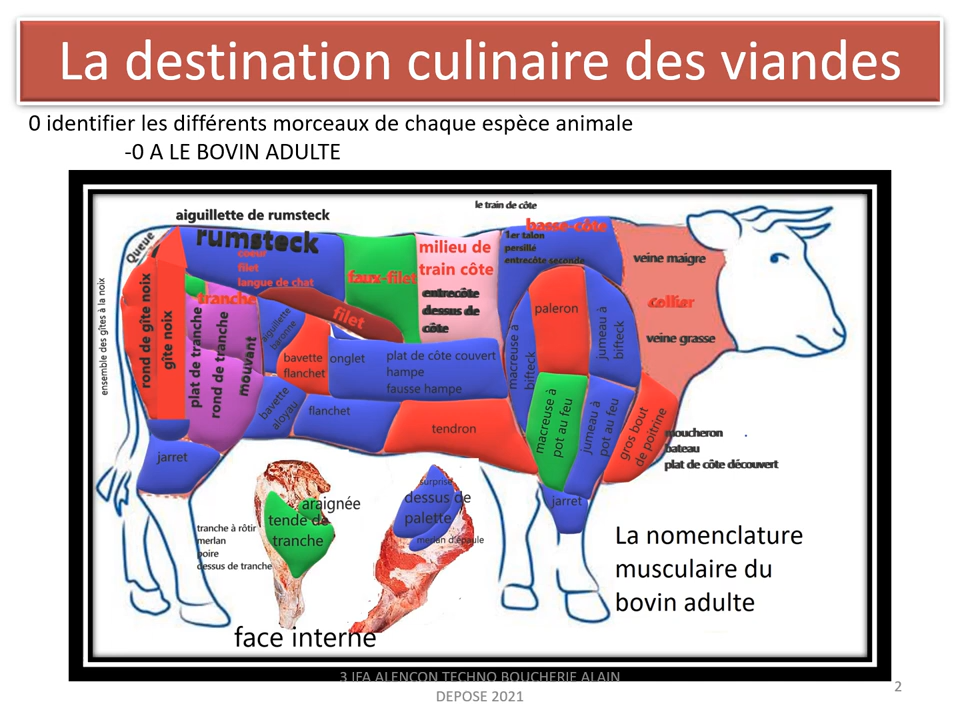 La destination culinaire des viandes
0 identifier les différents morceaux de chaque espèce animale
-0 A LE BOVIN ADULTE
le train de côte
aiguillette de rumsteck
Queue
rumsteck
coeur
filet
langue de chat
faux-filet
milieu de
train côte
entrecôte
dessus de
côte
basse-côte
1er talon
persillé
entrecôte seconde
veine maigre
collier
veine grasse
ensemble des gîtes à la noix
rond de gîte noix
gîte noix
tranche
plat de tranche
rond de tranche
mouvant
aiguillette
baronne
filet
bavette
flanchet
onglet
plat de côte couvert
hampe
fausse hampe
macreuse à
bifteck
paleron
jumeau à
bifteck
bavette
aloyau
flanchet
tendron
macreuse à
pot au feu
jumeau à
pot au feu
gros bout
de poitrine
moucheron
bateau
plat de côte découvert
jarret
jarret
araignée
tende de
tranche
tranche à rôtir
merlan
poire
dessus de tranche
surprise
dessus de
palette
merlan d'épaule
face interne
La nomenclature
musculaire du
bovin adulte
3 IFA ALENCON TECHNO BOUCHERIE ALAIN
DEPOSE 2021
2